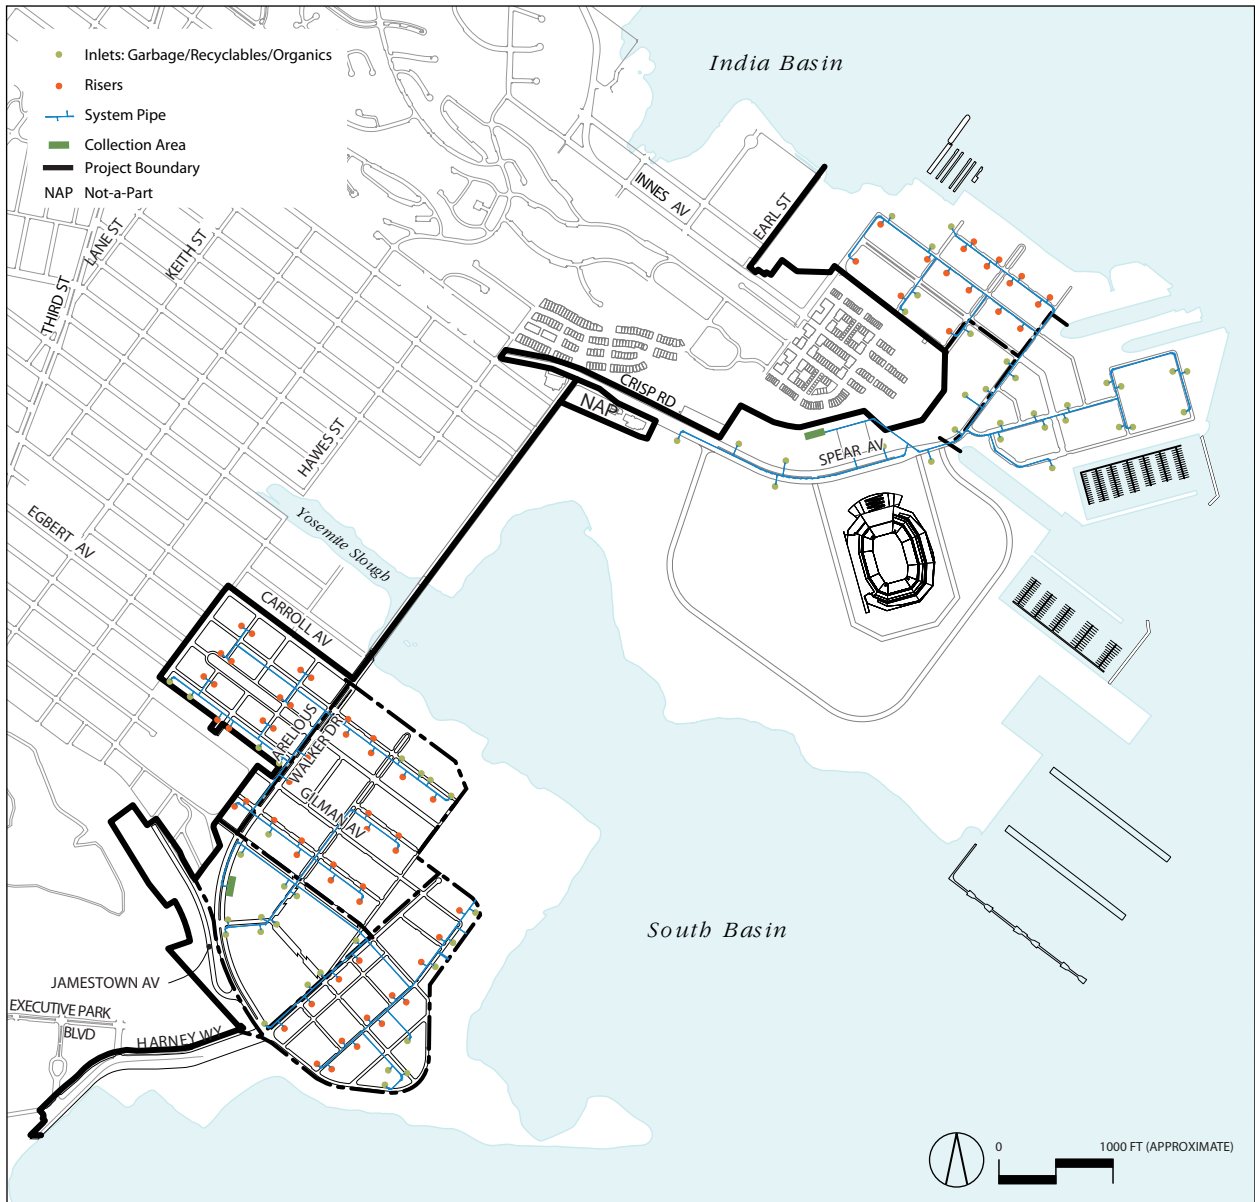 India Basin
Inlets: Garbage/Recyclables/Organics
Risers
System Pipe
Collection Area
Project Boundary
NAP Not-a-Part
INNES AV
EARL ST
LANE ST
KEITH ST
THIRD ST
CRISP RD
NAP
HAWES ST
SPEAR AV
EGBERT AV
Yosemite Slough
CARROLL AV
ARELIOUS
WALKER DR
GILMAN AV
South Basin
JAMESTOWN AV
EXECUTIVE PARK
BLVD
HARNEY WY
0 1000 FT (APPROXIMATE)